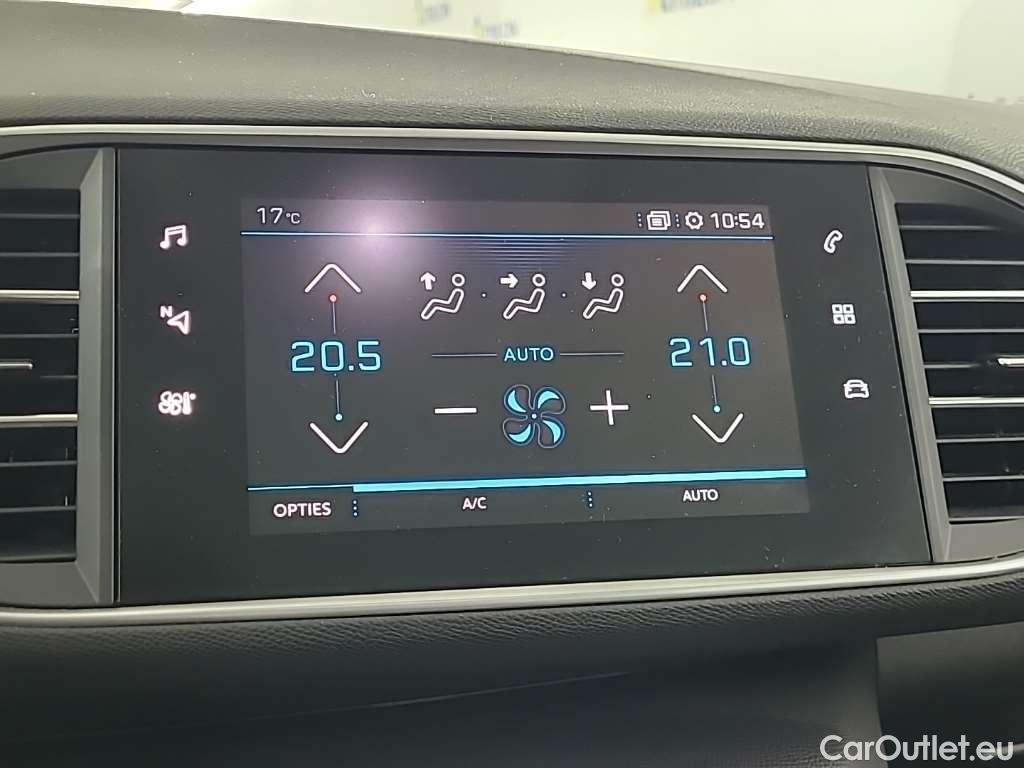 17°C 10:54
N
20.5 AUTO 21.0
OPTIES A/C AUTO
CarOutlet.eu